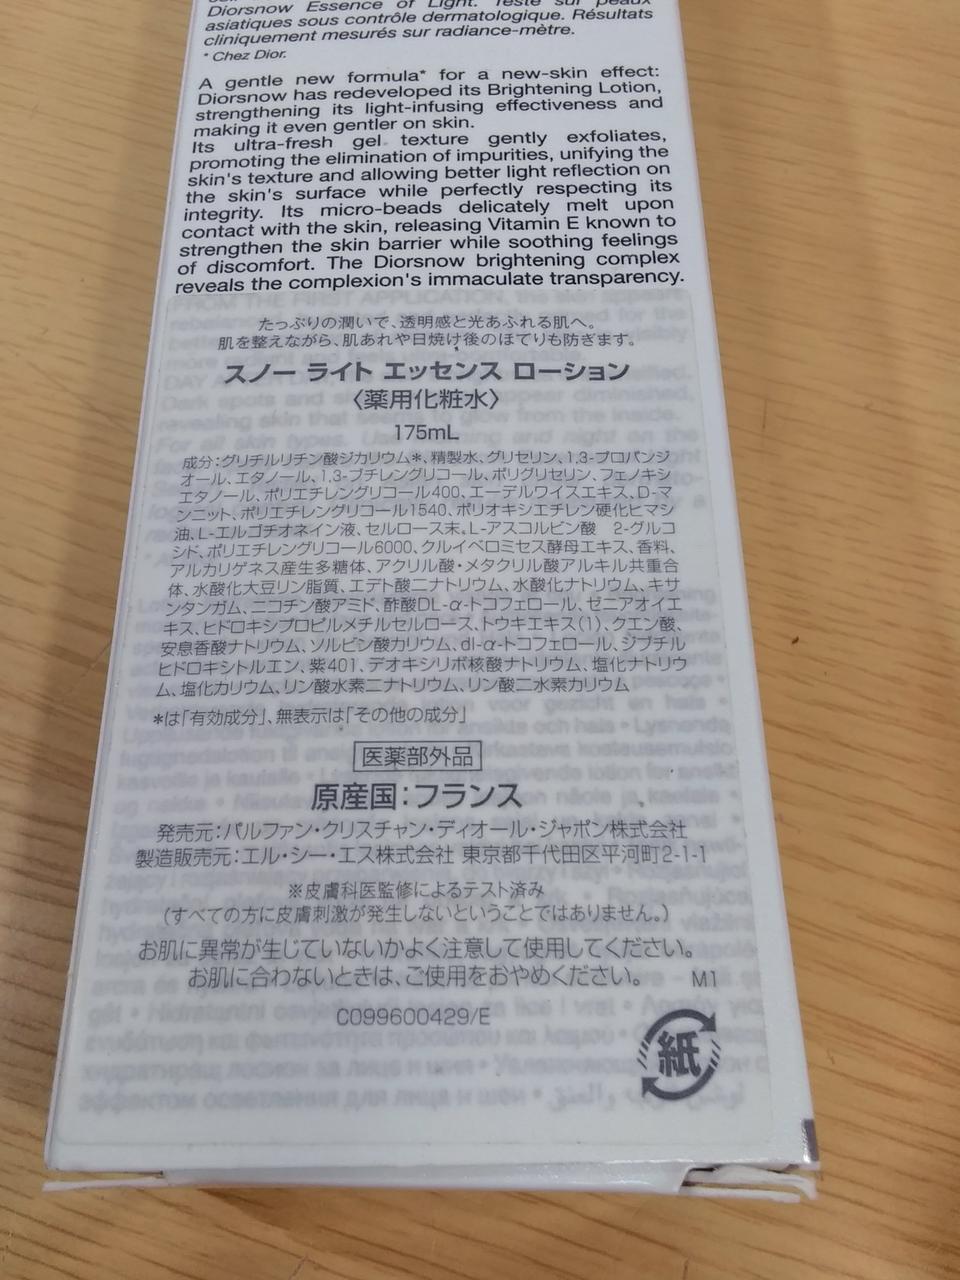 Diorsnow Essence of Light. Testé sur peaux
asiatiques sous contrôle dermatologique. Résultats
cliniquement mesurés sur radiance-mètre.
* Chez Dior.
A gentle new formula* for a new-skin effect:
Diorsnow has redeveloped its Brightening Lotion,
strengthening its light-infusing effectiveness and
making it even gentler on skin.
Its ultra-fresh gel texture gently exfoliates,
promoting the elimination of impurities, unifying the
skin's texture and allowing better light reflection on
the skin's surface while perfectly respecting its
integrity. Its micro-beads delicately melt upon
contact with the skin, releasing Vitamin E known to
strengthen the skin barrier while soothing feelings
of discomfort. The Diorsnow brightening complex
reveals the complexion's immaculate transparency.
たっぷりの潤いで、透明感と光あふれる肌へ。
肌を整えながら、肌あれや日焼け後のほてりも防ぎます。
スノー ライト エッセンス ローション
〈薬用化粧水〉
175mL
成分:グリチルリチン酸ジカリウム*、精製水、グリセリン、1,3-プロパンジ
オール、エタノール、1,3-ブチレングリコール、ポリグリセリン、フェノキシ
エタノール、ポリエチレングリコール400、エーデルワイスエキス、D-マ
ンニット、ポリエチレングリコール1540、ポリオキシエチレン硬化ヒマシ
油、L-エルゴチオネイン液、セルロース末、L-アスコルビン酸 2-グルコ
シド、ポリエチレングリコール6000、クルイベロミセス酵母エキス、香料、
アルカリゲネス産生多糖体、アクリル酸・メタクリル酸アルキル共重合
体、水酸化大豆リン脂質、エデト酸二ナトリウム、水酸化ナトリウム、キサ
ンタンガム、ニコチン酸アミド、酢酸DL-α-トコフェロール、ゼニアオイエ
キス、ヒドロキシプロピルメチルセルロース、トウキエキス(1)、クエン酸、
安息香酸ナトリウム、ソルビン酸カリウム、dl-α-トコフェロール、ジブチル
ヒドロキシトルエン、紫401、デオキシリボ核酸ナトリウム、塩化ナトリウ
ム、塩化カリウム、リン酸水素二ナトリウム、リン酸二水素カリウム
*は「有効成分」、無表示は「その他の成分」
医薬部外品
原産国:フランス
発売元:パルファン・クリスチャン・ディオール・ジャポン株式会社
製造販売元:エル・シー・エス株式会社 東京都千代田区平河町2-1-1
※皮膚科医監修によるテスト済み
(すべての方に皮膚刺激が発生しないということではありません。)
お肌に異常が生じていないかよく注意して使用してください。
お肌に合わないときは、ご使用をおやめください。 M1
C099600429/E
紙